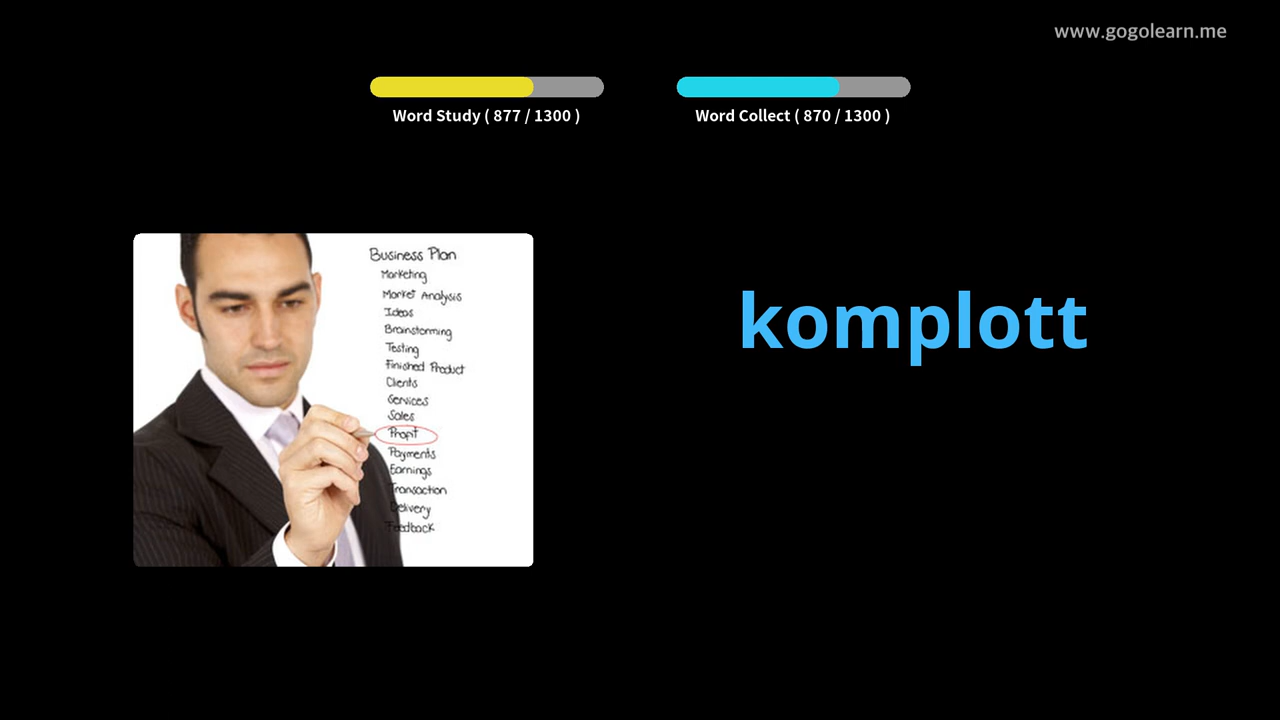 www.gogolearn.me
Word Study ( 877 / 1300 )
Word Collect ( 870 / 1300 )
Business Plan
Marketing
Market Analysis
Ideas
Brainstorming
Testing
Finished Product
Clients
Services
Sales
Profit
Payments
Earnings
Transaction
Delivery
Feedback
komplott